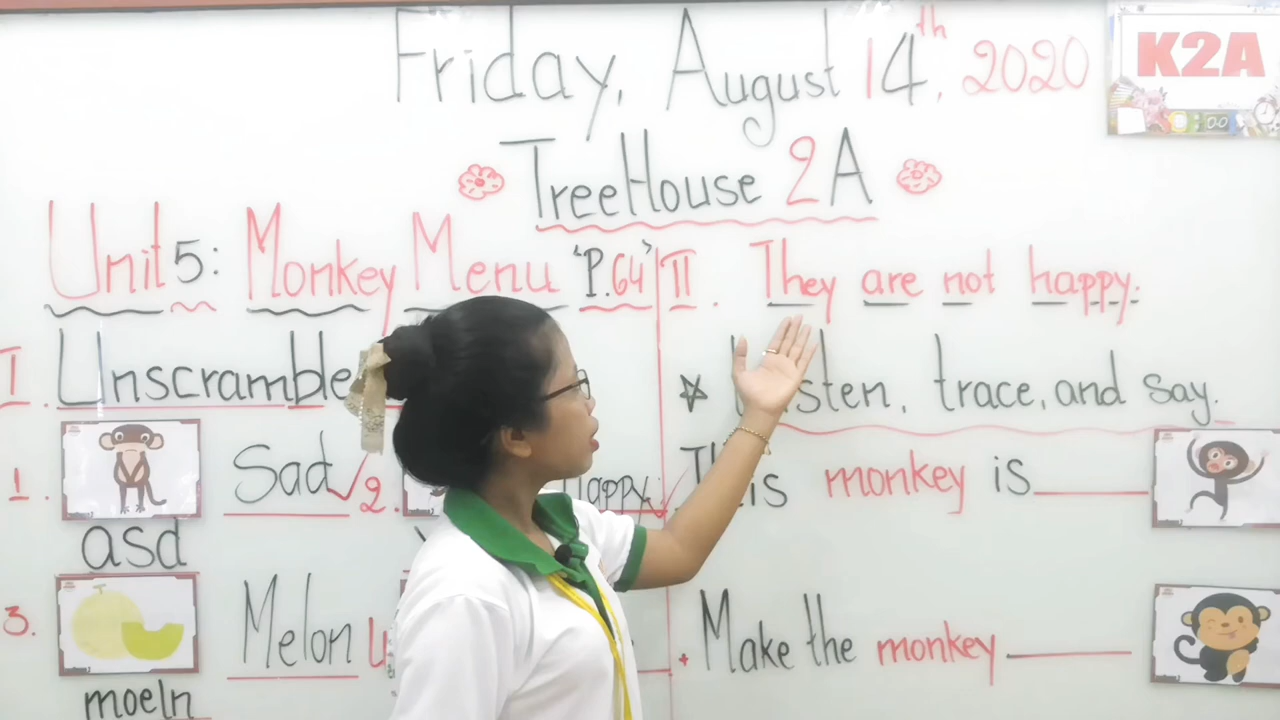 Friday, August 14th, 2020
K2A
TreeHouse 2A
Unit 5: Monkey Menu 'P.64'
I. Unscramble
1. Sad
asd
2. Happy
3. Melon
moeln
II. They are not happy.
trace, and say.
This monkey is
Make the monkey